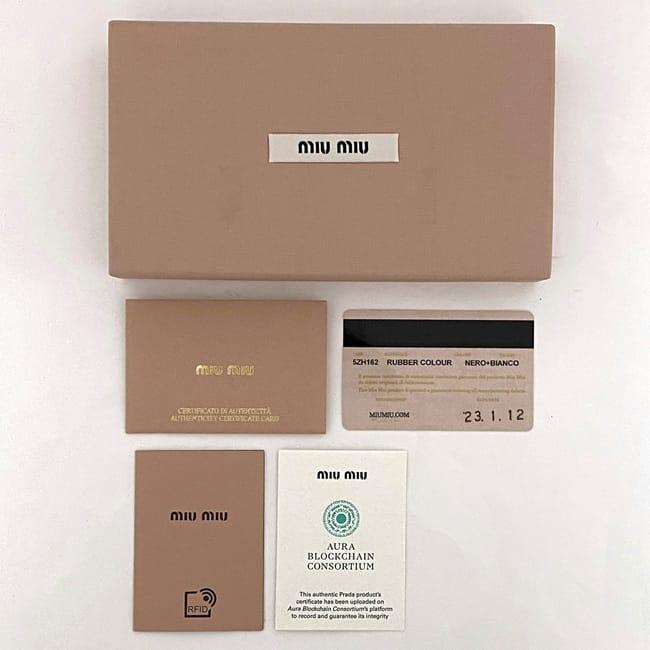 miu miu
miu miu
CERTIFICATO DI AUTENTICITÀ
AUTHENTICITY CERTIFICATE CARD
5ZH162 RUBBER COLOUR NERO+BIANCO
MIUMIU.COM
'23. 1. 12
miu miu
RFID
miu miu
AURA
BLOCKCHAIN
CONSORTIUM
This authentic Prada product's
certificate has been uploaded on
Aura Blockchain Consortium's platform
to record and guarantee its integrity